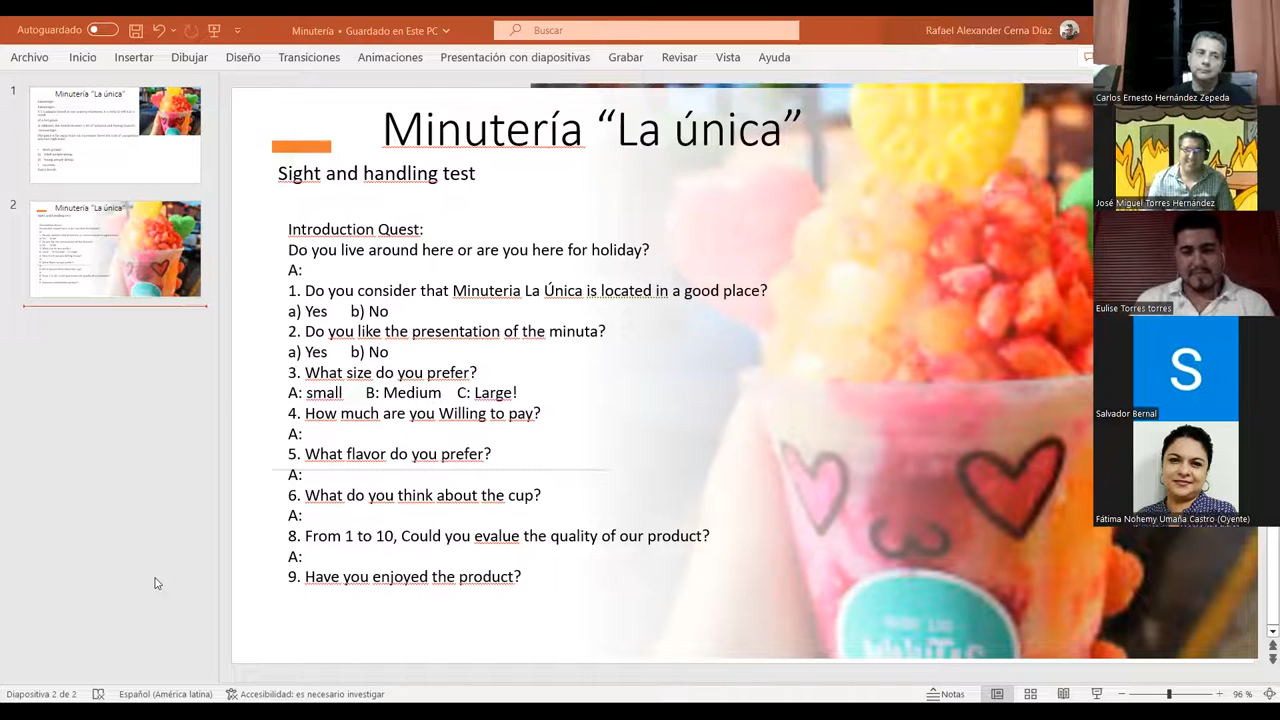 Autoguardado
Minutería • Guardado en Este PC
Buscar
Rafael Alexander Cerna Díaz
Archivo Inicio Insertar Dibujar Diseño Transiciones Animaciones Presentación con diapositivas Grabar Revisar Vista Ayuda
1
Minutería “La única”
2
Minutería “La única”
Minutería “La única”
Sight and handling test
Introduction Quest:
Do you live around here or are you here for holiday?
A:
1. Do you consider that Minuteria La Única is located in a good place?
a) Yes b) No
2. Do you like the presentation of the minuta?
a) Yes b) No
3. What size do you prefer?
A: small B: Medium C: Large!
4. How much are you Willing to pay?
A:
5. What flavor do you prefer?
A:
6. What do you think about the cup?
A:
8. From 1 to 10, Could you evalue the quality of our product?
A:
9. Have you enjoyed the product?
Carlos Ernesto Hernández Zepeda
José Miguel Torres Hernández
Eulise Torres torres
S
Salvador Bernal
Fátima Nohemy Umaña Castro (Oyente)
Diapositiva 2 de 2
Español (América latina)
Accesibilidad: es necesario investigar
Notas
96 %